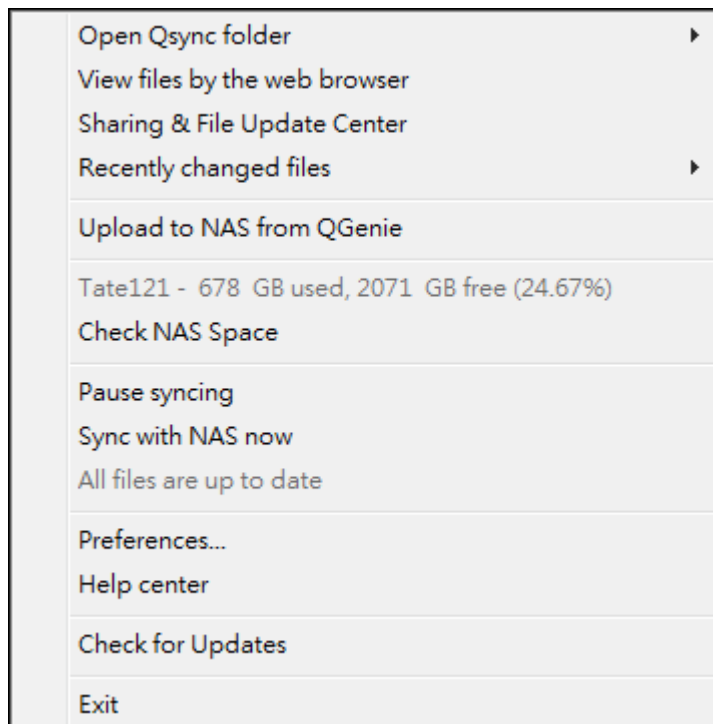 Open Qsync folder
View files by the web browser
Sharing & File Update Center
Recently changed files
Upload to NAS from QGenie
Tate121 - 678 GB used, 2071 GB free (24.67%)
Check NAS Space
Pause syncing
Sync with NAS now
All files are up to date
Preferences...
Help center
Check for Updates
Exit